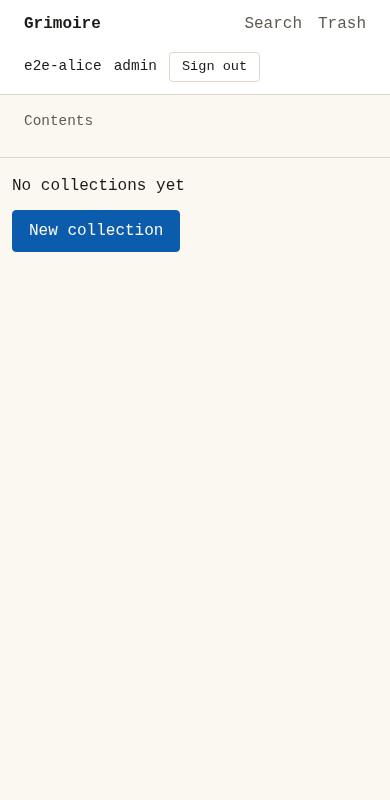 Grimoire Search Trash
e2e-alice admin Sign out
Contents
No collections yet
New collection